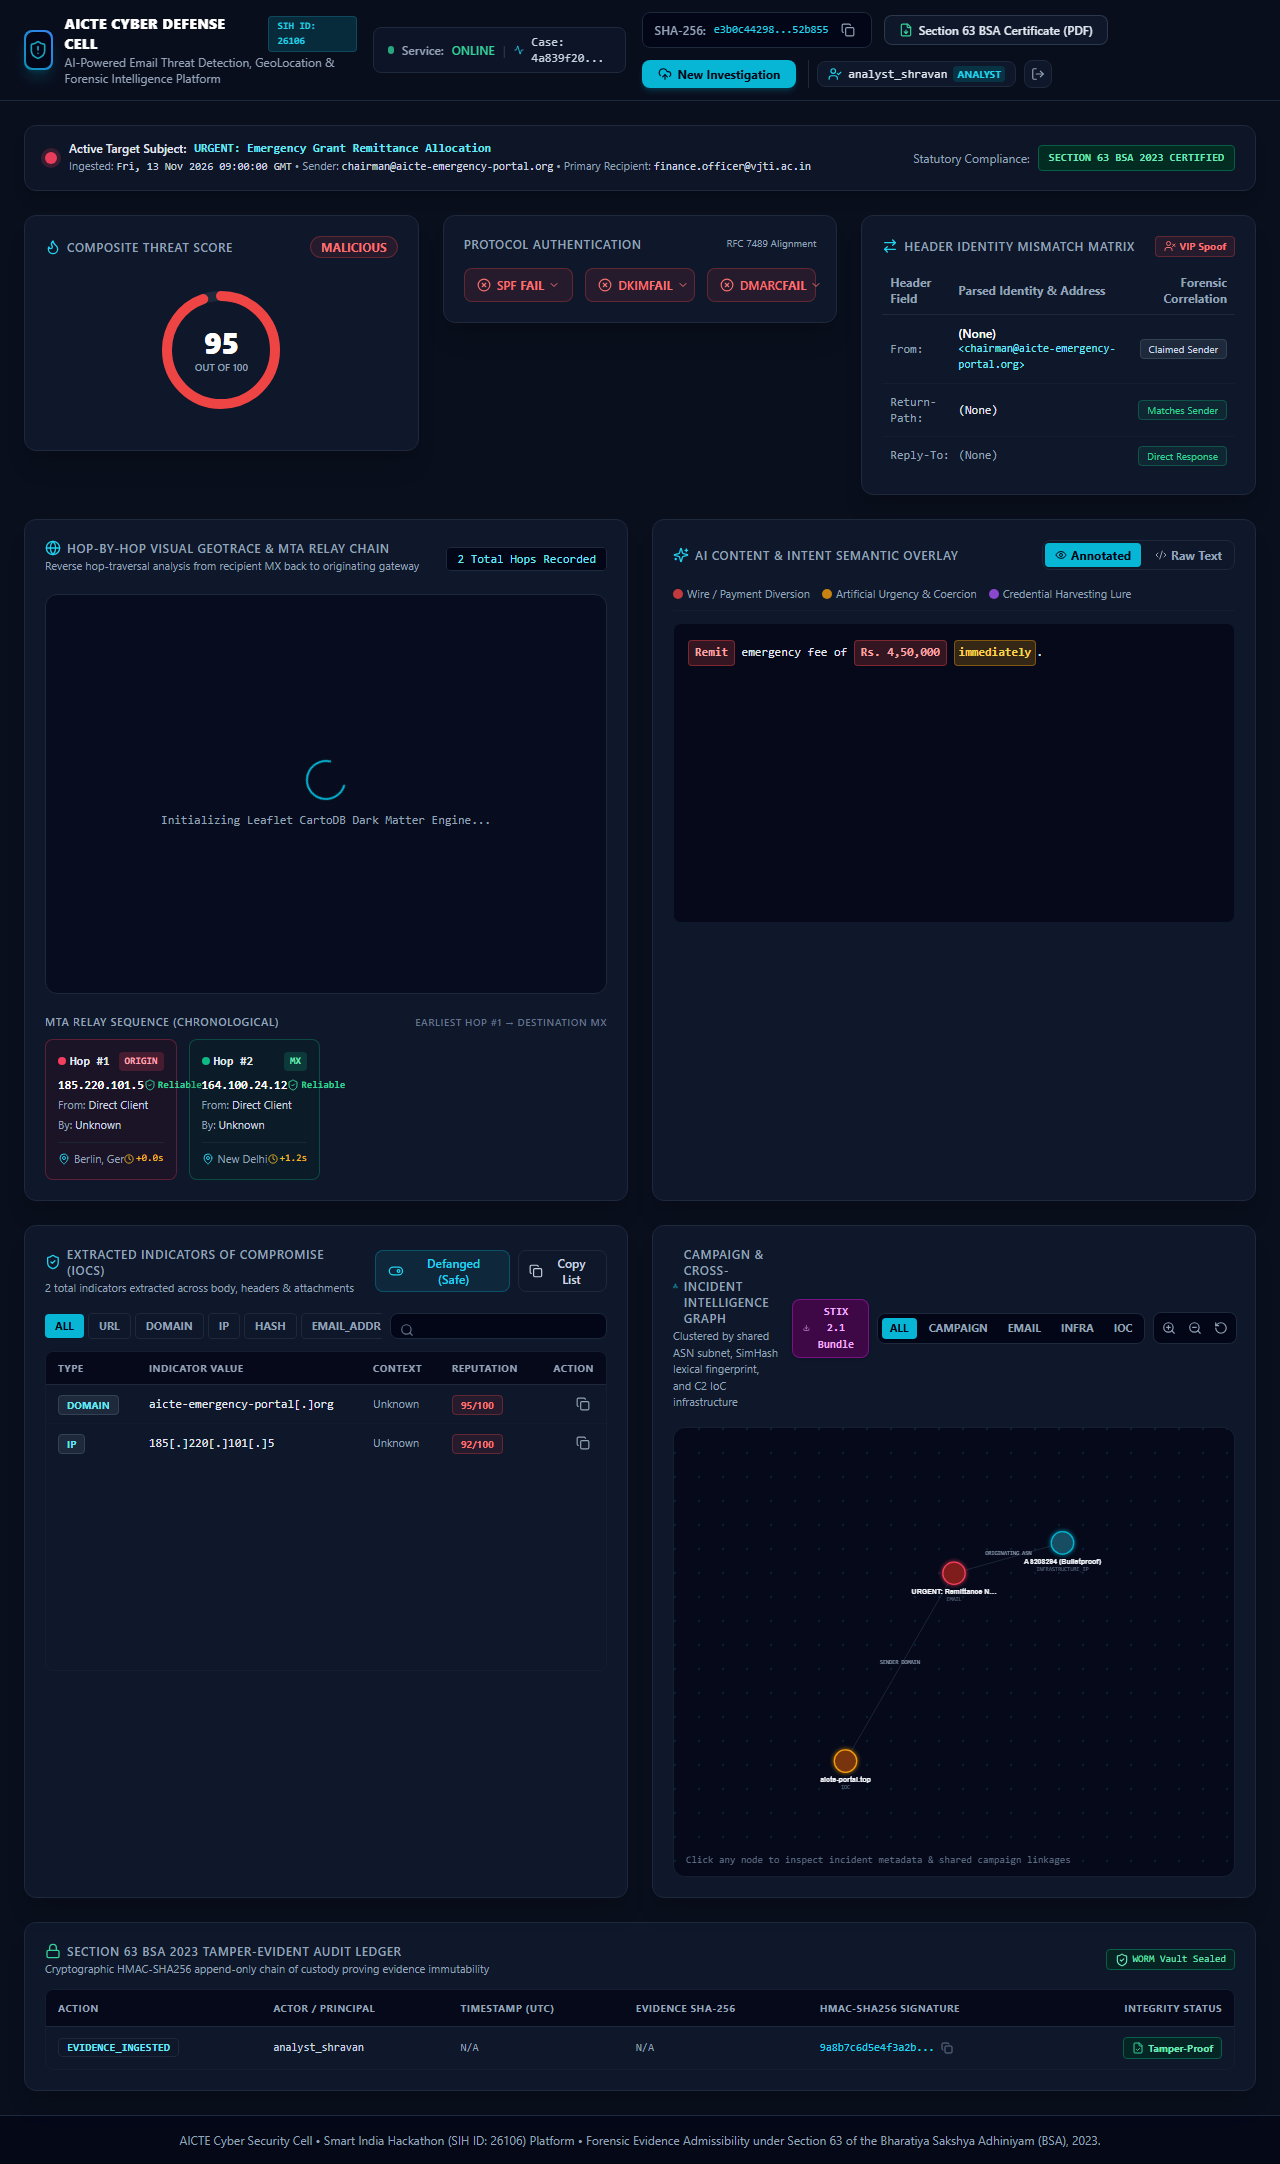 AICTE CYBER DEFENSE CELL
SIH ID: 26106
AI-Powered Email Threat Detection, GeoLocation & Forensic Intelligence Platform
Service: ONLINE | Case: 4a839f20...
SHA-256: e3b0c44298...52b855
Section 63 BSA Certificate (PDF)
New Investigation
analyst_shravan ANALYST
Active Target Subject: URGENT: Emergency Grant Remittance Allocation
Ingested: Fri, 13 Nov 2026 09:00:00 GMT • Sender: chairman@aicte-emergency-portal.org • Primary Recipient: finance.officer@vjti.ac.in
Statutory Compliance: SECTION 63 BSA 2023 CERTIFIED
COMPOSITE THREAT SCORE
MALICIOUS
95
OUT OF 100
PROTOCOL AUTHENTICATION
RFC 7489 Alignment
SPF FAIL
DKIMFAIL
DMARCFAIL
HEADER IDENTITY MISMATCH MATRIX
VIP Spoof
Header Field Parsed Identity & Address Forensic Correlation
From: (None) <chairman@aicte-emergency-portal.org> Claimed Sender
Return-Path: (None) Matches Sender
Reply-To: (None) Direct Response
HOP-BY-HOP VISUAL GEOTRACE & MTA RELAY CHAIN
Reverse hop-traversal analysis from recipient MX back to originating gateway
2 Total Hops Recorded
Initializing Leaflet CartoDB Dark Matter Engine...
MTA RELAY SEQUENCE (CHRONOLOGICAL)
EARLIEST HOP #1 — DESTINATION MX
Hop #1 ORIGIN
185.220.101.5 Reliable
From: Direct Client
By: Unknown
Berlin, Ger +0.0s
Hop #2 MX
164.100.24.12 Reliable
From: Direct Client
By: Unknown
New Delhi +1.2s
AI CONTENT & INTENT SEMANTIC OVERLAY
Annotated
Raw Text
Wire / Payment Diversion
Artificial Urgency & Coercion
Credential Harvesting Lure
Remit emergency fee of Rs. 4,50,000 immediately.
EXTRACTED INDICATORS OF COMPROMISE (IOCS)
2 total indicators extracted across body, headers & attachments
Defanged (Safe)
Copy List
ALL URL DOMAIN IP HASH EMAIL_ADDR
TYPE INDICATOR VALUE CONTEXT REPUTATION ACTION
DOMAIN aicte-emergency-portal[.]org Unknown 95/100
IP 185[.]220[.]101[.]5 Unknown 92/100
CAMPAIGN & CROSS-INCIDENT INTELLIGENCE GRAPH
Clustered by shared ASN subnet, SimHash lexical fingerprint, and C2 IoC infrastructure
STIX 2.1 Bundle
ALL CAMPAIGN EMAIL INFRA IOC
ORIGINATING ASN
AS208294 (Bulletproof)
INFRASTRUCTURE_IP
URGENT: Remittance N...
EMAIL
SENDER DOMAIN
aicte-portal.top
IOC
Click any node to inspect incident metadata & shared campaign linkages
SECTION 63 BSA 2023 TAMPER-EVIDENT AUDIT LEDGER
Cryptographic HMAC-SHA256 append-only chain of custody proving evidence immutability
WORM Vault Sealed
ACTION ACTOR / PRINCIPAL TIMESTAMP (UTC) EVIDENCE SHA-256 HMAC-SHA256 SIGNATURE INTEGRITY STATUS
EVIDENCE_INGESTED analyst_shravan N/A N/A 9a8b7c6d5e4f3a2b... Tamper-Proof
AICTE Cyber Security Cell • Smart India Hackathon (SIH ID: 26106) Platform • Forensic Evidence Admissibility under Section 63 of the Bharatiya Sakshya Adhiniyam (BSA), 2023.